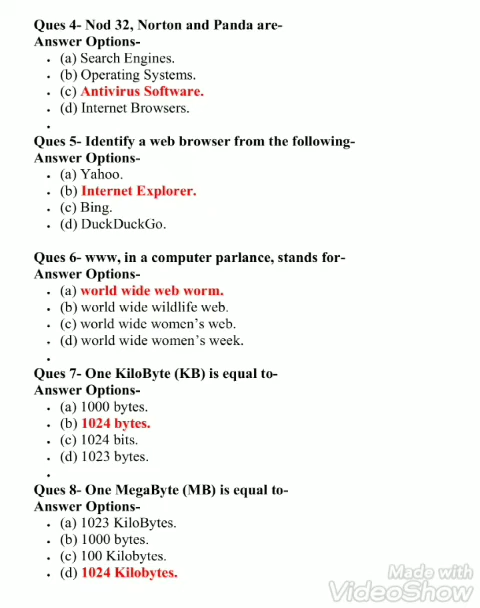 Ques 4- Nod 32, Norton and Panda are-
Answer Options-
(a) Search Engines.
(b) Operating Systems.
(c) Antivirus Software.
(d) Internet Browsers.
Ques 5- Identify a web browser from the following-
Answer Options-
(a) Yahoo.
(b) Internet Explorer.
(c) Bing.
(d) DuckDuckGo.
Ques 6- www, in a computer parlance, stands for-
Answer Options-
(a) world wide web worm.
(b) world wide wildlife web.
(c) world wide women's web.
(d) world wide women's week.
Ques 7- One KiloByte (KB) is equal to-
Answer Options-
(a) 1000 bytes.
(b) 1024 bytes.
(c) 1024 bits.
(d) 1023 bytes.
Ques 8- One MegaByte (MB) is equal to-
Answer Options-
(a) 1023 KiloBytes.
(b) 1000 bytes.
(c) 100 Kilobytes.
(d) 1024 Kilobytes.
Made with
VideoShow